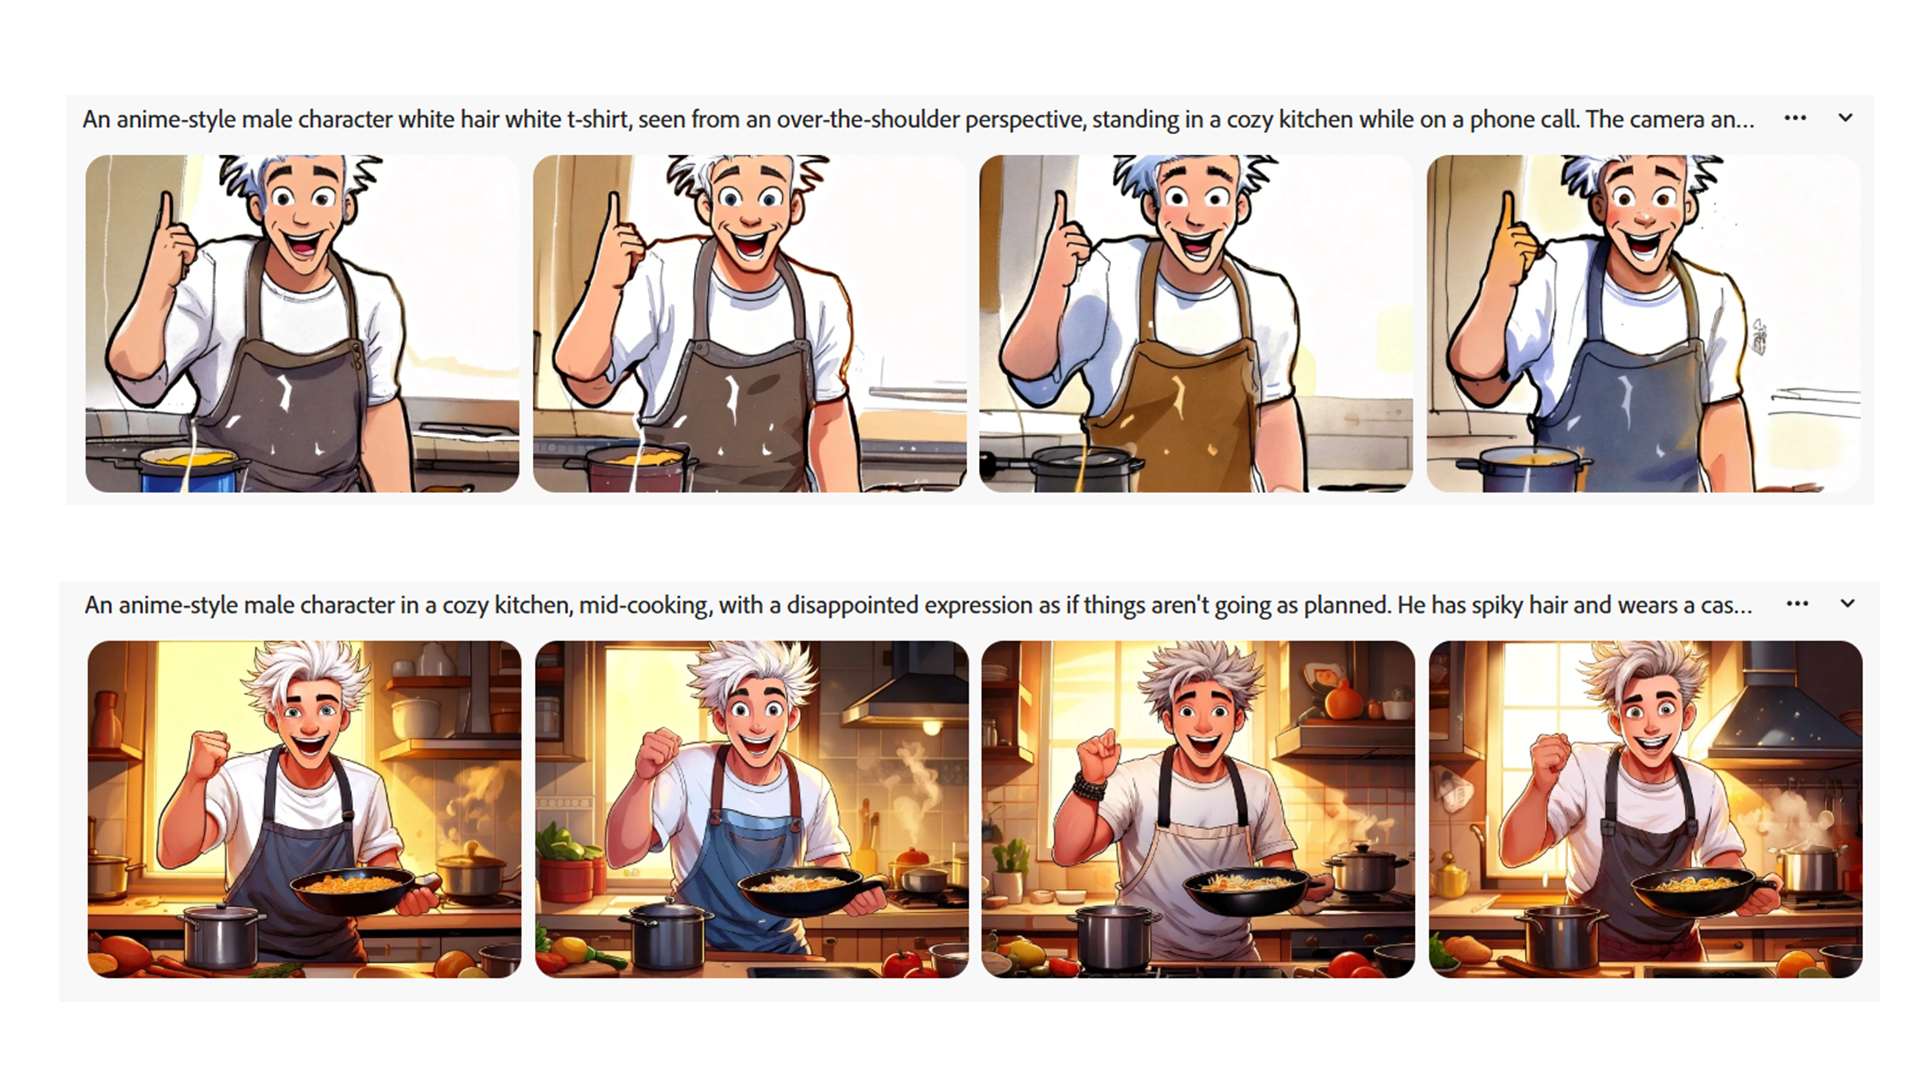 An anime-style male character white hair white t-shirt, seen from an over-the-shoulder perspective, standing in a cozy kitchen while on a phone call. The camera an...
An anime-style male character in a cozy kitchen, mid-cooking, with a disappointed expression as if things aren't going as planned. He has spiky hair and wears a cas...